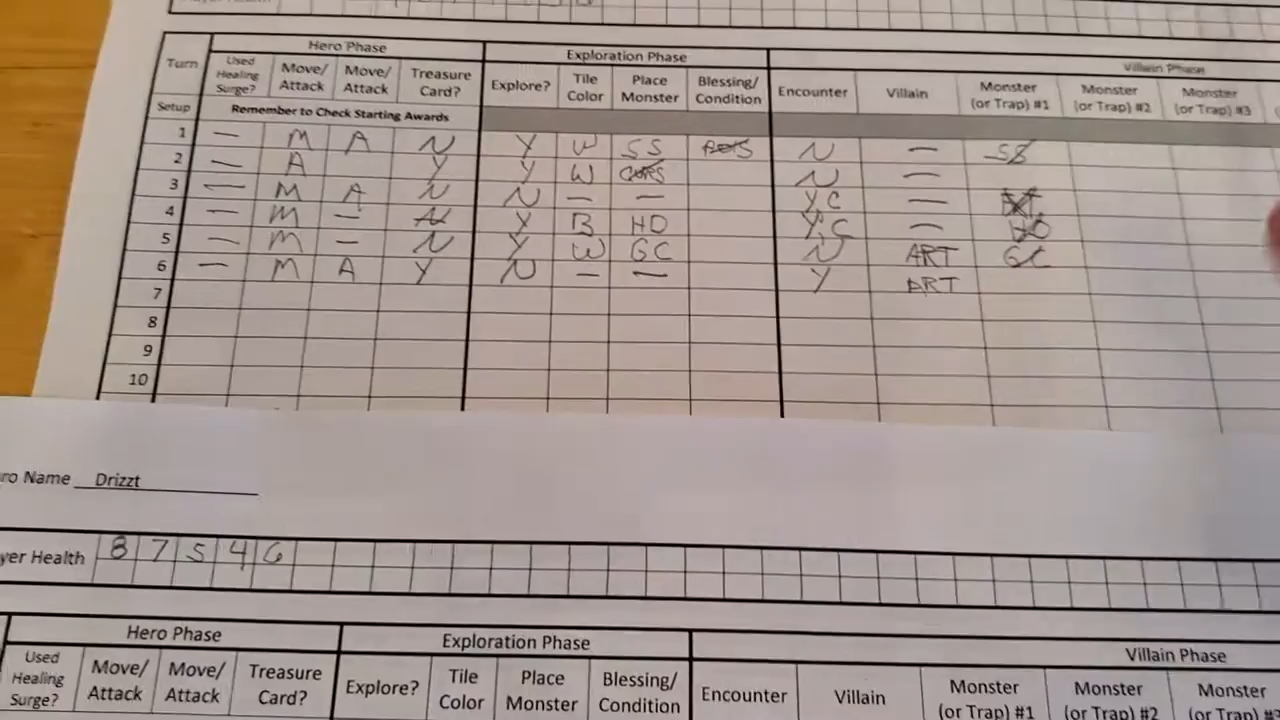 Hero Phase Exploration Phase Villain Phase
Turn Used Healing Surge? Move/ Attack Move/ Attack Treasure Card? Explore? Tile Color Place Monster Blessing/ Condition Encounter Villain Monster (or Trap) #1 Monster (or Trap) #2 Monster (or Trap) #3
Setup Remember to Check Starting Awards
1 — M A N Y W SS N —
2 — A Y Y W N —
3 — M A N N — — Y,C —
4 — M — N Y B HO Y,C —
5 — M — N Y W GC N ART GC
6 — M A Y N — — Y ART
7
8
9
10
ro Name Drizzt
yer Health 8 7 5 4 6
Hero Phase Exploration Phase Villain Phase
Used Healing Surge? Move/ Attack Move/ Attack Treasure Card? Explore? Tile Color Place Monster Blessing/ Condition Encounter Villain Monster (or Trap) #1 Monster (or Trap) #2 Monster